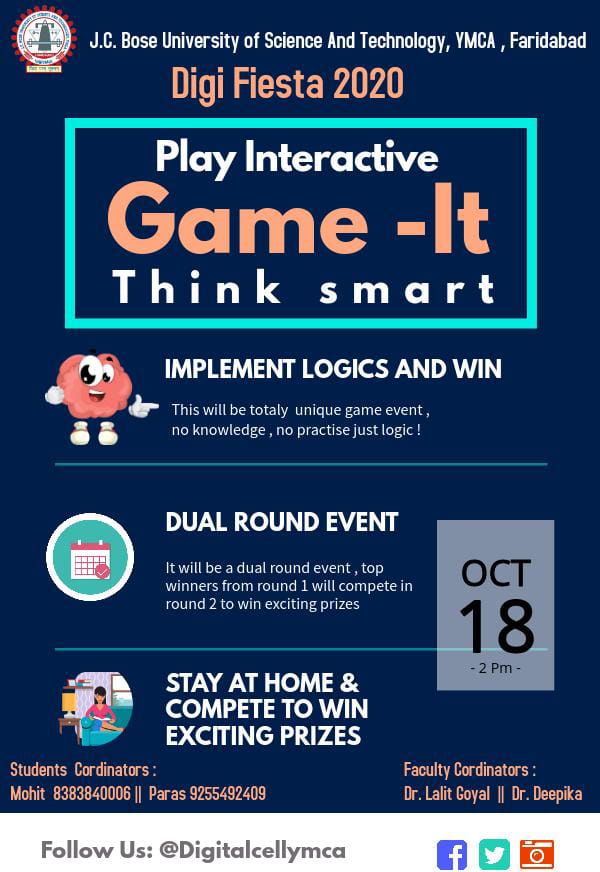 J.C. Bose University of Science And Technology, YMCA , Faridabad
Digi Fiesta 2020
Play Interactive
Game -It
Think smart
IMPLEMENT LOGICS AND WIN
This will be totaly unique game event ,
no knowledge , no practise just logic !
DUAL ROUND EVENT
It will be a dual round event , top
winners from round 1 will compete in
round 2 to win exciting prizes
OCT
18
- 2 Pm -
STAY AT HOME &
COMPETE TO WIN
EXCITING PRIZES
Students Cordinators :
Mohit 8383840006 || Paras 9255492409
Faculty Cordinators :
Dr. Lalit Goyal || Dr. Deepika
Follow Us: @Digitalcellymca